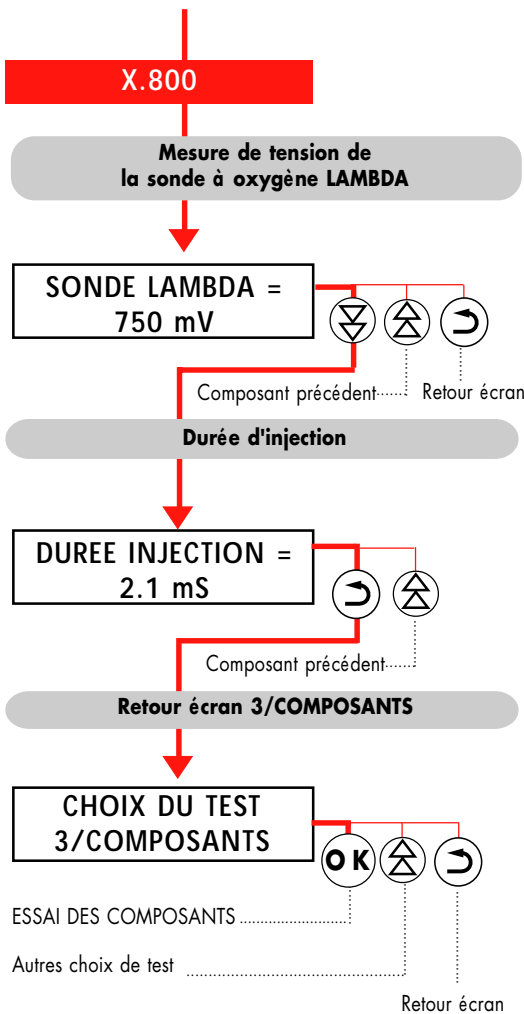 X.800
Mesure de tension de
la sonde à oxygène LAMBDA
SONDE LAMBDA =
750 mV
Composant précédent
Retour écran
Durée d'injection
DUREE INJECTION =
2.1 mS
Composant précédent
Retour écran 3/COMPOSANTS
CHOIX DU TEST
3/COMPOSANTS
OK
ESSAI DES COMPOSANTS
Autres choix de test
Retour écran